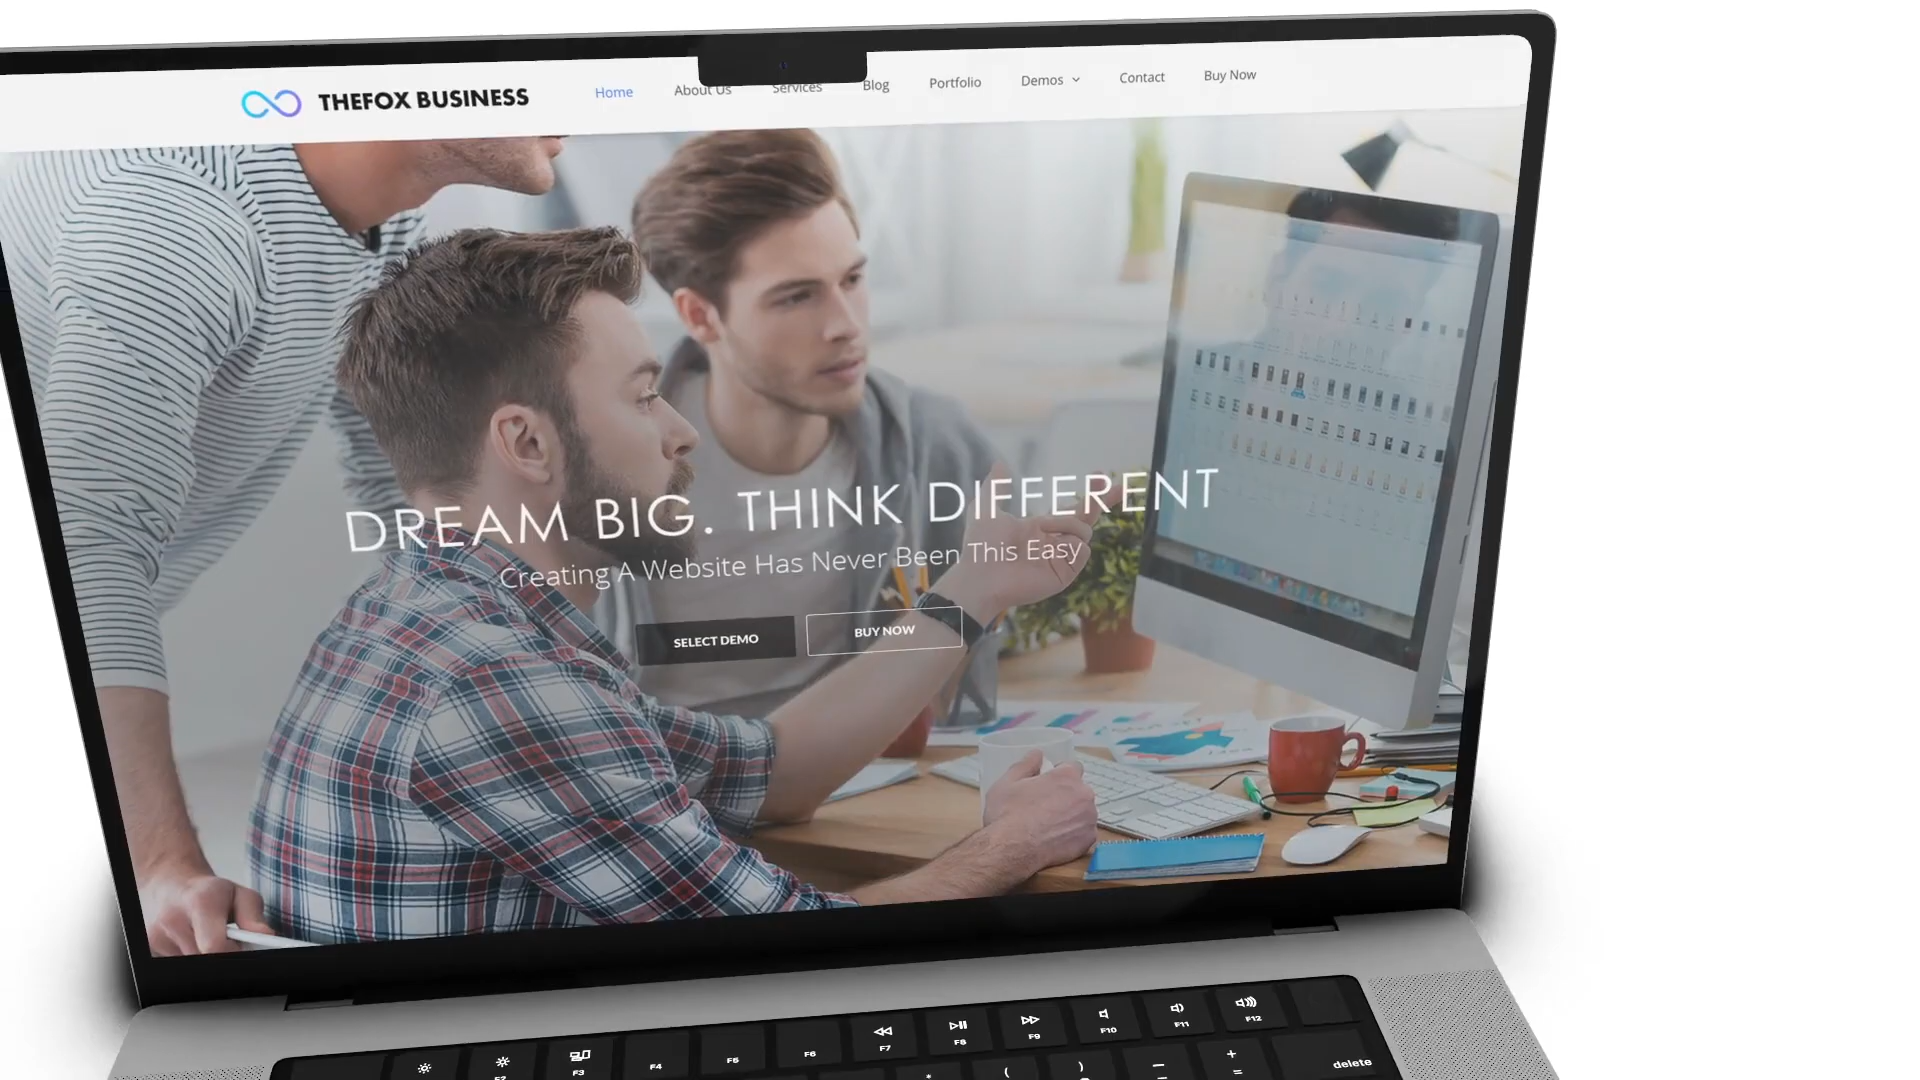 THEFOX BUSINESS
Home About Us Services Blog Portfolio Demos Contact Buy Now
DREAM BIG. THINK DIFFERENT
Creating A Website Has Never Been This Easy
SELECT DEMO BUY NOW
F2 F3 F4 F5 F6 F7 F8 F9 F10 F11 F12
* ( ) — + =
delete